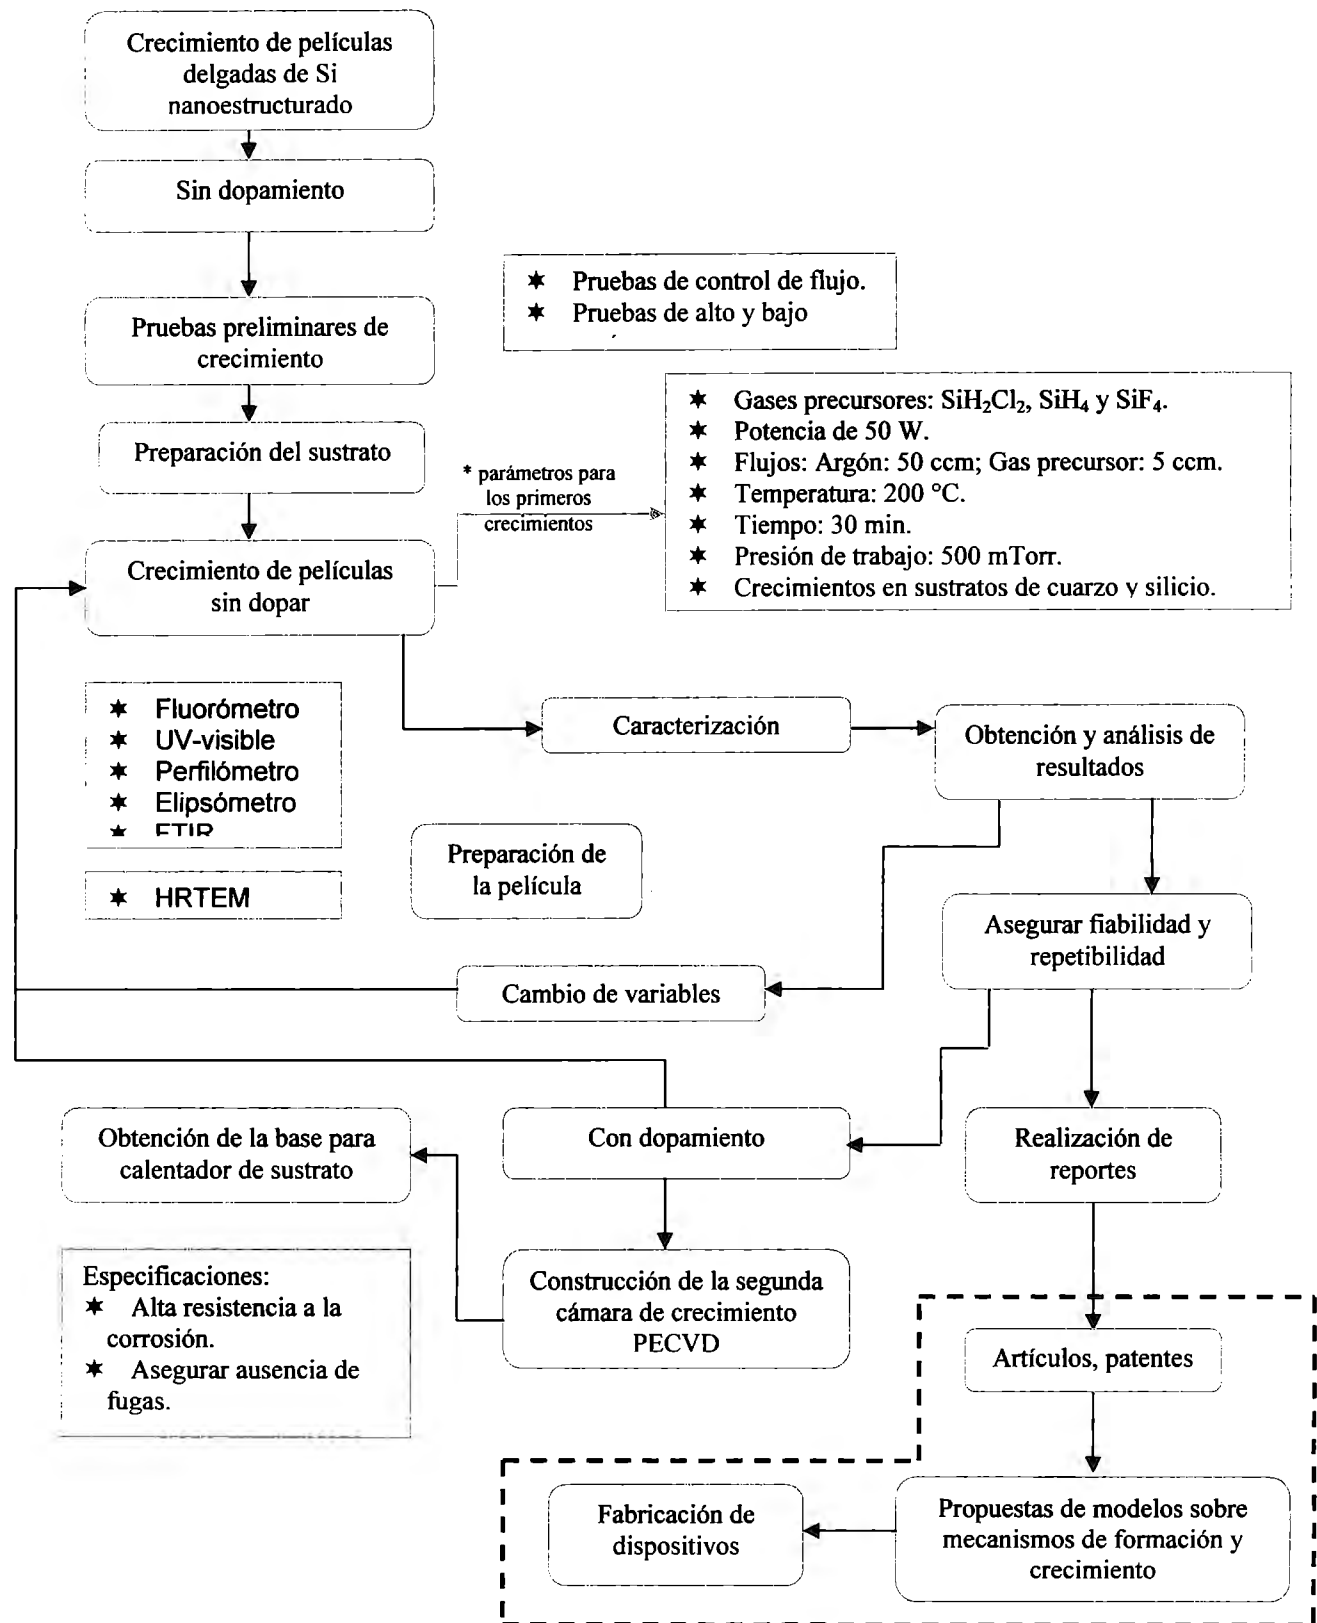 Crecimiento de películas
delgadas de Si
nanoestructurado
Sin dopamiento
★ Pruebas de control de flujo.
★ Pruebas de alto y bajo
Pruebas preliminares de
crecimiento
Preparación del sustrato
* parámetros para
los primeros
crecimientos
★ Gases precursores: SiH₂Cl₂, SiH₄ y SiF₄.
★ Potencia de 50 W.
★ Flujos: Argón: 50 ccm; Gas precursor: 5 ccm.
★ Temperatura: 200 °C.
★ Tiempo: 30 min.
★ Presión de trabajo: 500 mTorr.
★ Crecimientos en sustratos de cuarzo y silicio.
Crecimiento de películas
sin dopar
★ Fluorómetro
★ UV-visible
★ Perfilómetro
★ Elipsómetro
★ FTIR
★ HRTEM
Caracterización
Obtención y análisis de
resultados
Preparación de
la película
Asegurar fiabilidad y
repetibilidad
Cambio de variables
Obtención de la base para
calentador de sustrato
Con dopamiento
Realización de
reportes
Especificaciones:
★ Alta resistencia a la
corrosión.
★ Asegurar ausencia de
fugas.
Construcción de la segunda
cámara de crecimiento
PECVD
Artículos, patentes
Fabricación de
dispositivos
Propuestas de modelos sobre
mecanismos de formación y
crecimiento